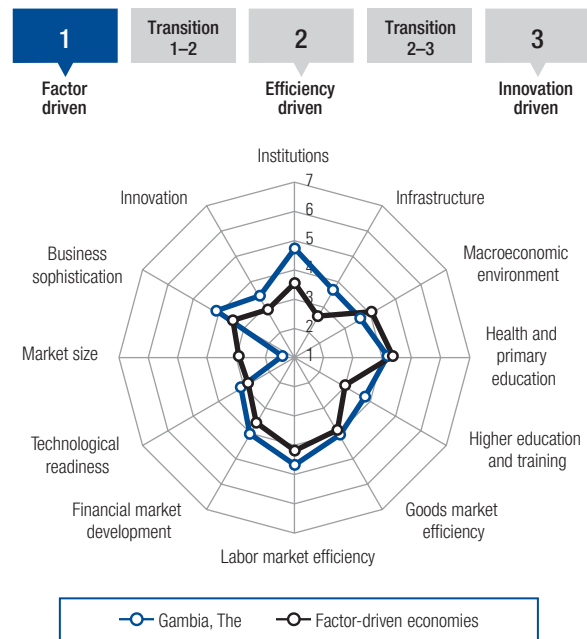 1
Transition
1–2
2
Transition
2–3
3
Factor
driven
Efficiency
driven
Innovation
driven
Institutions
Innovation
Infrastructure
Business
sophistication
Macroeconomic
environment
Market size
Health and
primary
education
Technological
readiness
Higher education
and training
Financial market
development
Goods market
efficiency
Labor market efficiency
7
6
5
4
3
2
1
Gambia, The
Factor-driven economies